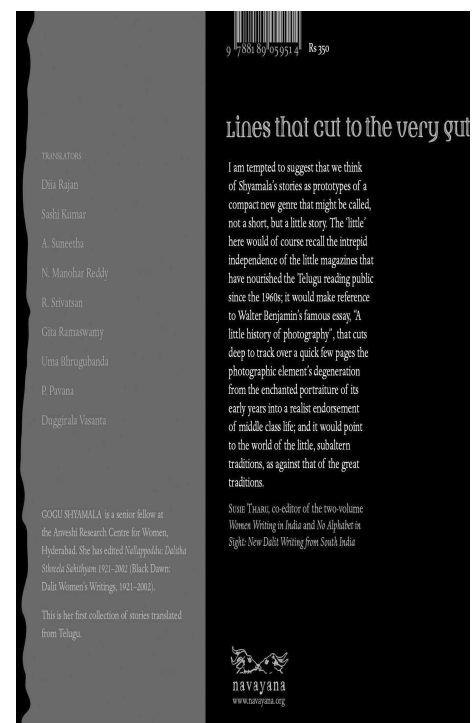 TRANSLATORS
Diia Rajan
Sashi Kumar
A. Suneetha
N. Manohar Reddy
R. Srivatsan
Gita Ramaswamy
Uma Bhrugubanda
P. Pavana
Duggirala Vasanta
GOGU SHYAMALA is a senior fellow at
the Anveshi Research Centre for Women,
Hyderabad. She has edited Nallapoddu: Dalitha
Sthreela Sahithyam 1921–2002 (Black Dawn:
Dalit Women's Writings, 1921–2002).
This is her first collection of stories translated
from Telugu.
9 788189 059514 Rs 350
Lines that cut to the very gut
I am tempted to suggest that we think
of Shyamala's stories as prototypes of a
compact new genre that might be called,
not a short, but a little story. The 'little'
here would of course recall the intrepid
independence of the little magazines that
have nourished the Telugu reading public
since the 1960s; it would make reference
to Walter Benjamin's famous essay, "A
little history of photography", that cuts
deep to track over a quick few pages the
photographic element's degeneration
from the enchanted portraiture of its
early years into a realist endorsement
of middle class life; and it would point
to the world of the little, subaltern
traditions, as against that of the great
traditions.
SUSIE THARU, co-editor of the two-volume
Women Writing in India and No Alphabet in
Sight: New Dalit Writing from South India
navayana
www.navayana.org